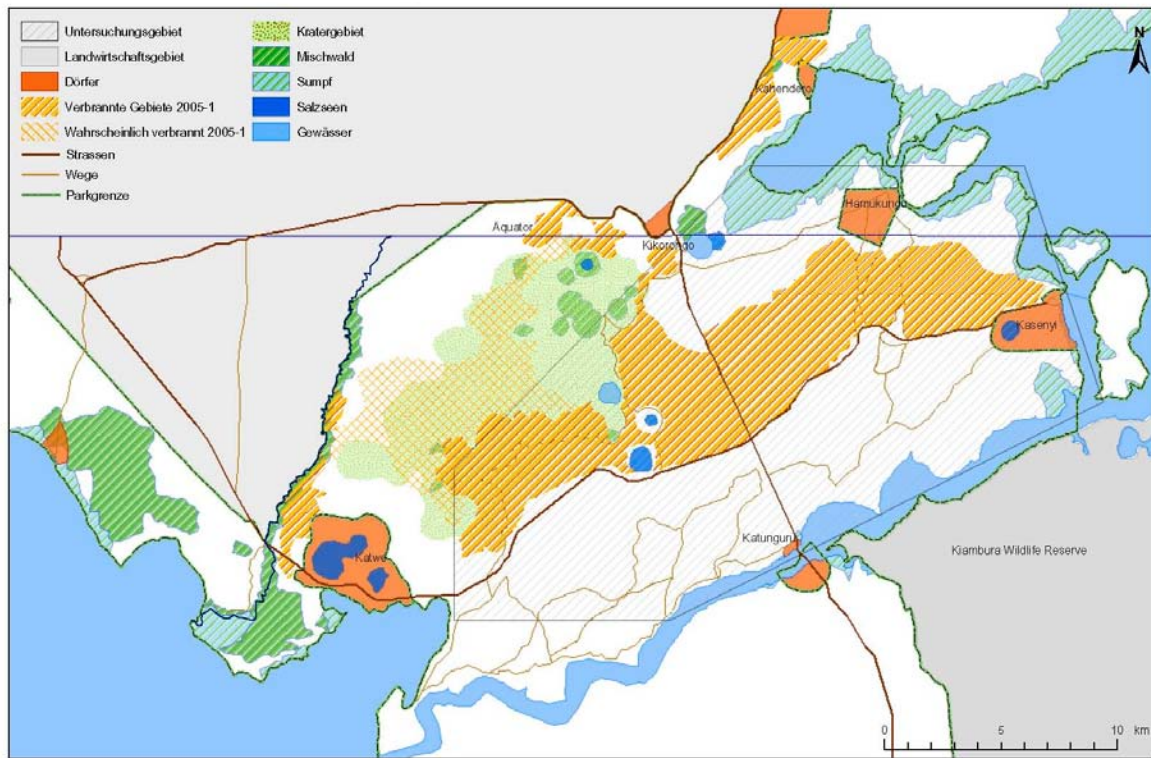 Untersuchungsgebiet
Landwirtschaftsgebiet
Dörfer
Verbrannte Gebiete 2005-1
Wahrscheinlich verbrannt 2005-1
Strassen
Wege
Parkgrenze
Kratergebiet
Mischwald
Sumpf
Salzseen
Gewässer
N
Kahendero
Hamukungu
Äquator
Kikorongo
Kasenyi
Katwe
Katunguru
Kiambura Wildlife Reserve
0 5 10 km